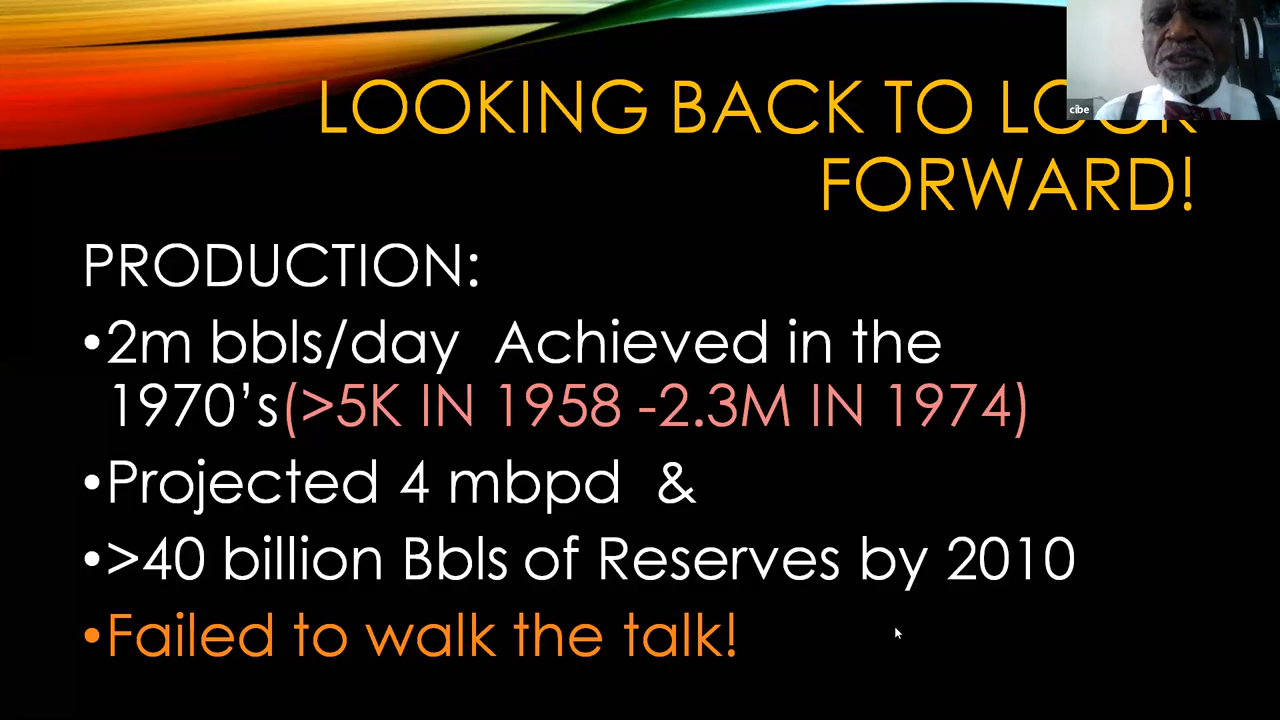 cibe
LOOKING BACK TO LOOK
FORWARD!
PRODUCTION:
•2m bbls/day Achieved in the
1970's(>5K IN 1958 -2.3M IN 1974)
•Projected 4 mbpd &
•>40 billion Bbls of Reserves by 2010
•Failed to walk the talk!